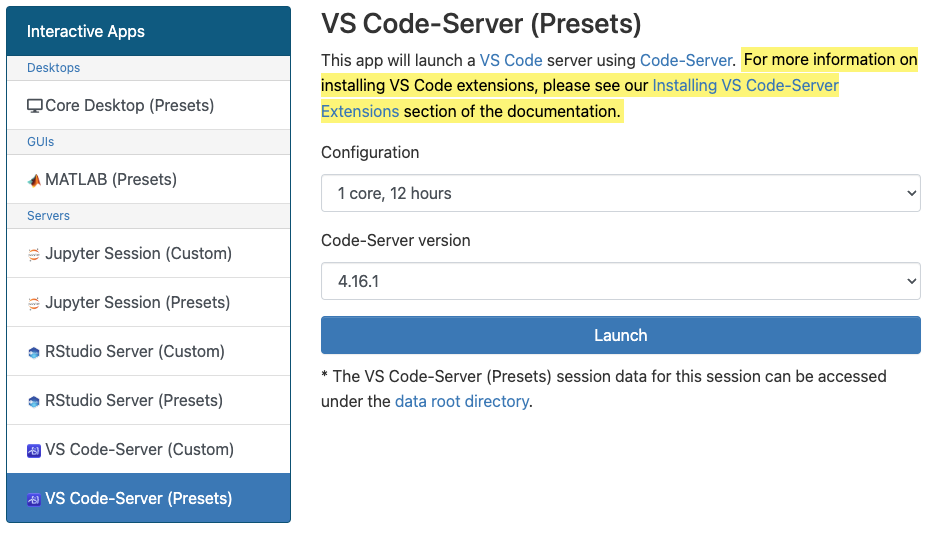 Interactive Apps
Desktops
Core Desktop (Presets)
GUIs
MATLAB (Presets)
Servers
Jupyter Session (Custom)
Jupyter Session (Presets)
RStudio Server (Custom)
RStudio Server (Presets)
VS Code-Server (Custom)
VS Code-Server (Presets)
VS Code-Server (Presets)
This app will launch a VS Code server using Code-Server. For more information on
installing VS Code extensions, please see our Installing VS Code-Server
Extensions section of the documentation.
Configuration
1 core, 12 hours
Code-Server version
4.16.1
Launch
* The VS Code-Server (Presets) session data for this session can be accessed
under the data root directory.